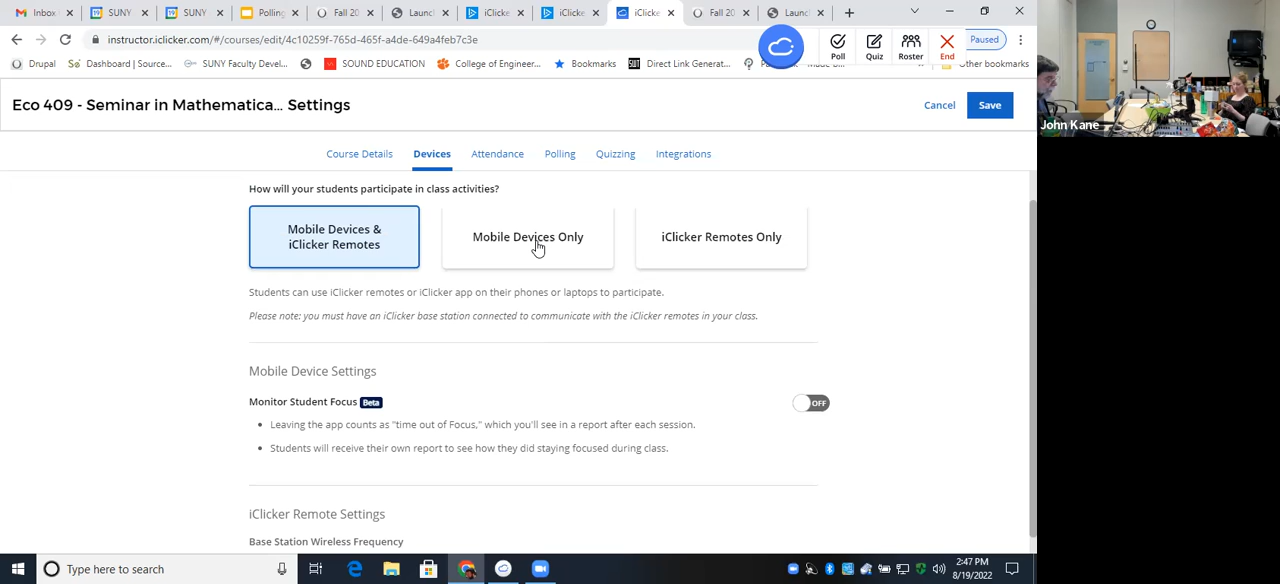 Inbox
SUNY
SUNY
Polling
Fall 20
Launc
iClicke
iClicke
iClicke
Fall 20
Launc
instructor.iclicker.com/#/courses/edit/4c10259f-765d-465f-a4de-649a4feb7c3e
Poll
Quiz
Roster
End
Paused
Drupal
Dashboard | Source...
SUNY Faculty Devel...
SOUND EDUCATION
College of Engineer...
Bookmarks
Direct Link Generat...
Other bookmarks
Eco 409 - Seminar in Mathematica... Settings
Cancel
Save
John Kane
Course Details
Devices
Attendance
Polling
Quizzing
Integrations
How will your students participate in class activities?
Mobile Devices &
iClicker Remotes
Mobile Devices Only
iClicker Remotes Only
Students can use iClicker remotes or iClicker app on their phones or laptops to participate.
Please note: you must have an iClicker base station connected to communicate with the iClicker remotes in your class.
Mobile Device Settings
Monitor Student Focus Beta
OFF
Leaving the app counts as "time out of Focus," which you'll see in a report after each session.
Students will receive their own report to see how they did staying focused during class.
iClicker Remote Settings
Base Station Wireless Frequency
Type here to search
2:47 PM
8/19/2022